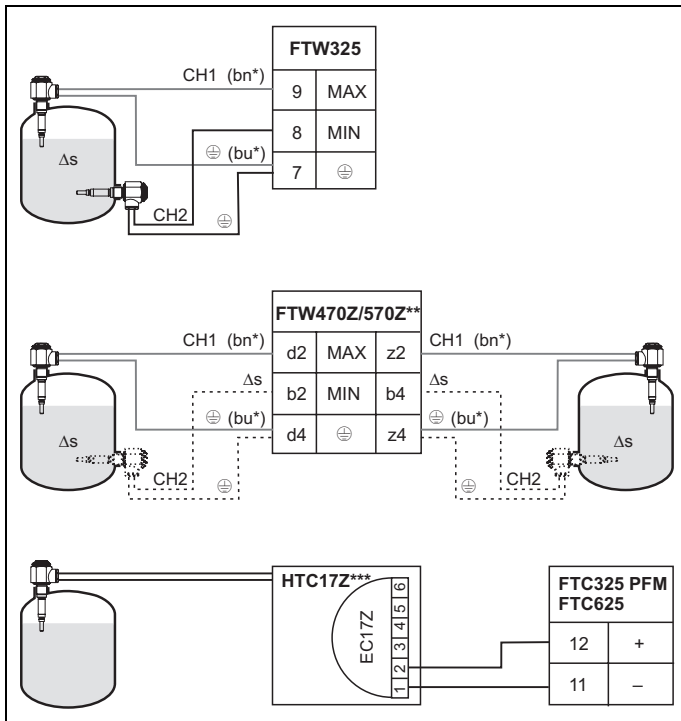 FTW325
CH1 (bn*)
9 MAX
8 MIN
⏚ (bu*)
7 ⏚
Δs
CH2
⏚
FTW470Z/570Z**
CH1 (bn*)
d2 MAX z2
CH1 (bn*)
Δs
b2 MIN b4
Δs
⏚ (bu*)
d4 ⏚ z4
⏚ (bu*)
Δs
CH2
⏚
⏚
CH2
Δs
HTC17Z***
EC17Z
6
5
4
3
2
1
FTC325 PFM
FTC625
12 +
11 –